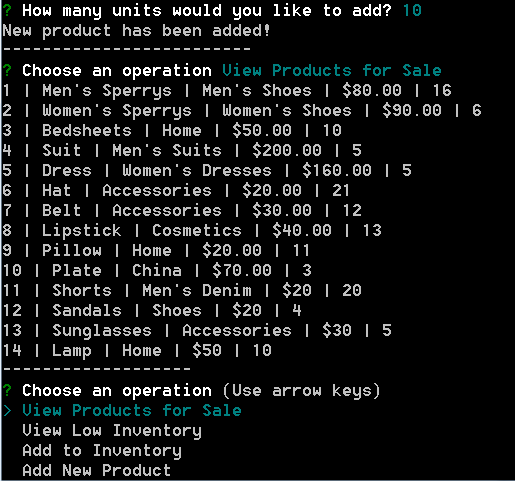 ? How many units would you like to add? 10
New product has been added!
-------------------------
? Choose an operation View Products for Sale
1 | Men's Sperrys | Men's Shoes | $80.00 | 16
2 | Women's Sperrys | Women's Shoes | $90.00 | 6
3 | Bedsheets | Home | $50.00 | 10
4 | Suit | Men's Suits | $200.00 | 5
5 | Dress | Women's Dresses | $160.00 | 5
6 | Hat | Accessories | $20.00 | 21
7 | Belt | Accessories | $30.00 | 12
8 | Lipstick | Cosmetics | $40.00 | 13
9 | Pillow | Home | $20.00 | 11
10 | Plate | China | $70.00 | 3
11 | Shorts | Men's Denim | $20 | 20
12 | Sandals | Shoes | $20 | 4
13 | Sunglasses | Accessories | $30 | 5
14 | Lamp | Home | $50 | 10
-------------------
? Choose an operation (Use arrow keys)
> View Products for Sale
  View Low Inventory
  Add to Inventory
  Add New Product